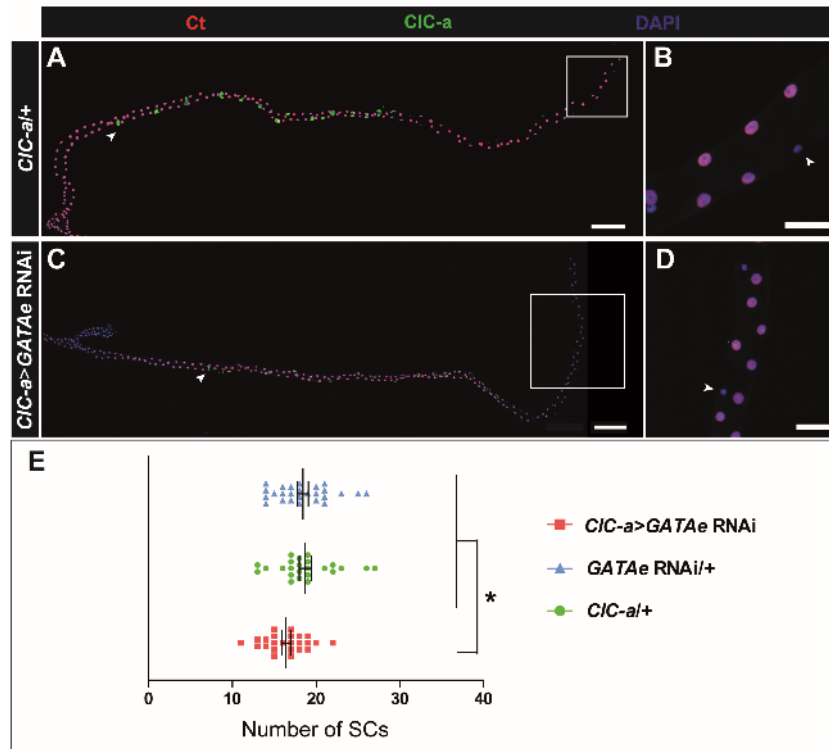 Ct ClC-a DAPI
A
B
ClC-a/+
C
D
ClC-a>GATAe RNAi
E
ClC-a>GATAe RNAi
GATAe RNAi/+
ClC-a/+
*
0 10 20 30 40
Number of SCs